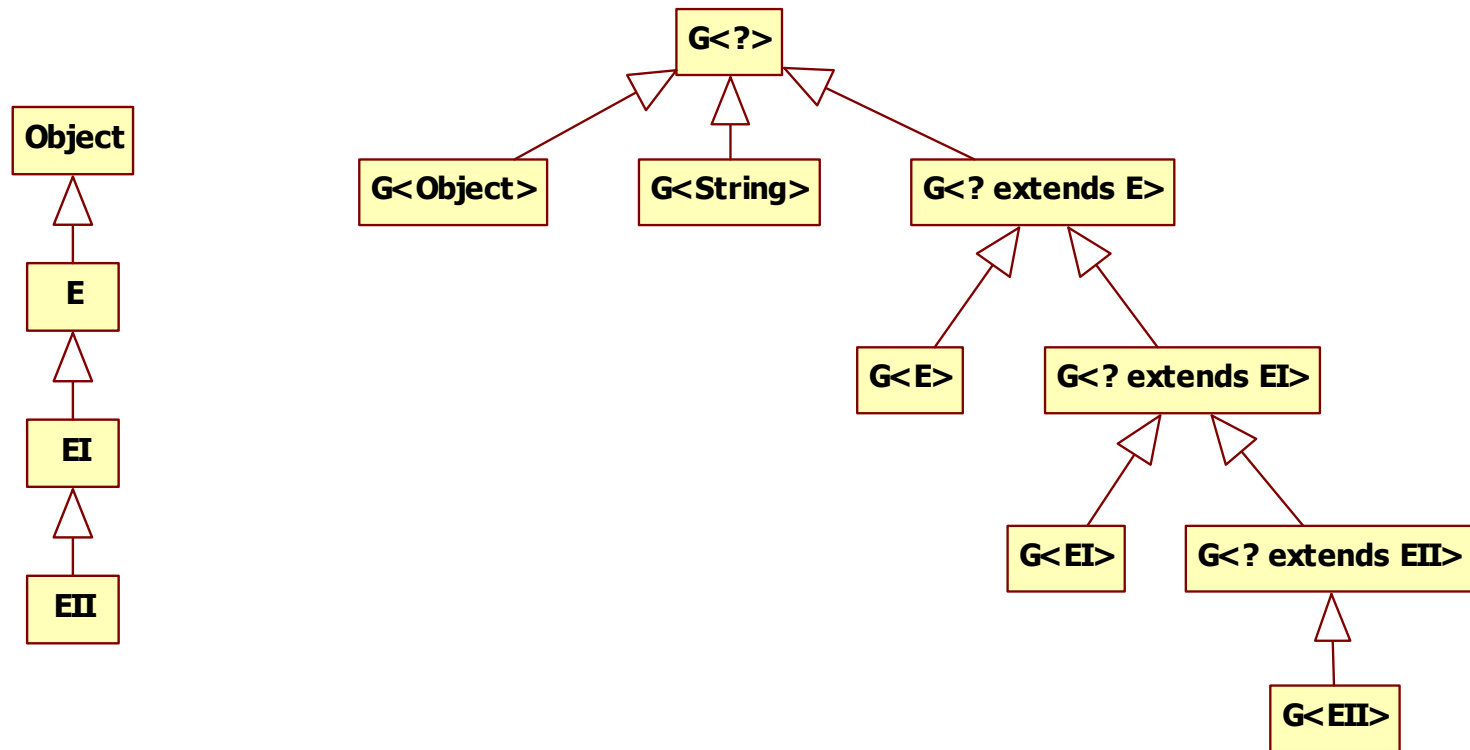 G<?>
Object
G<Object>
G<String>
G<? extends E>
E
G<E>
G<? extends EI>
EI
G<EI>
G<? extends EII>
EII
G<EII>